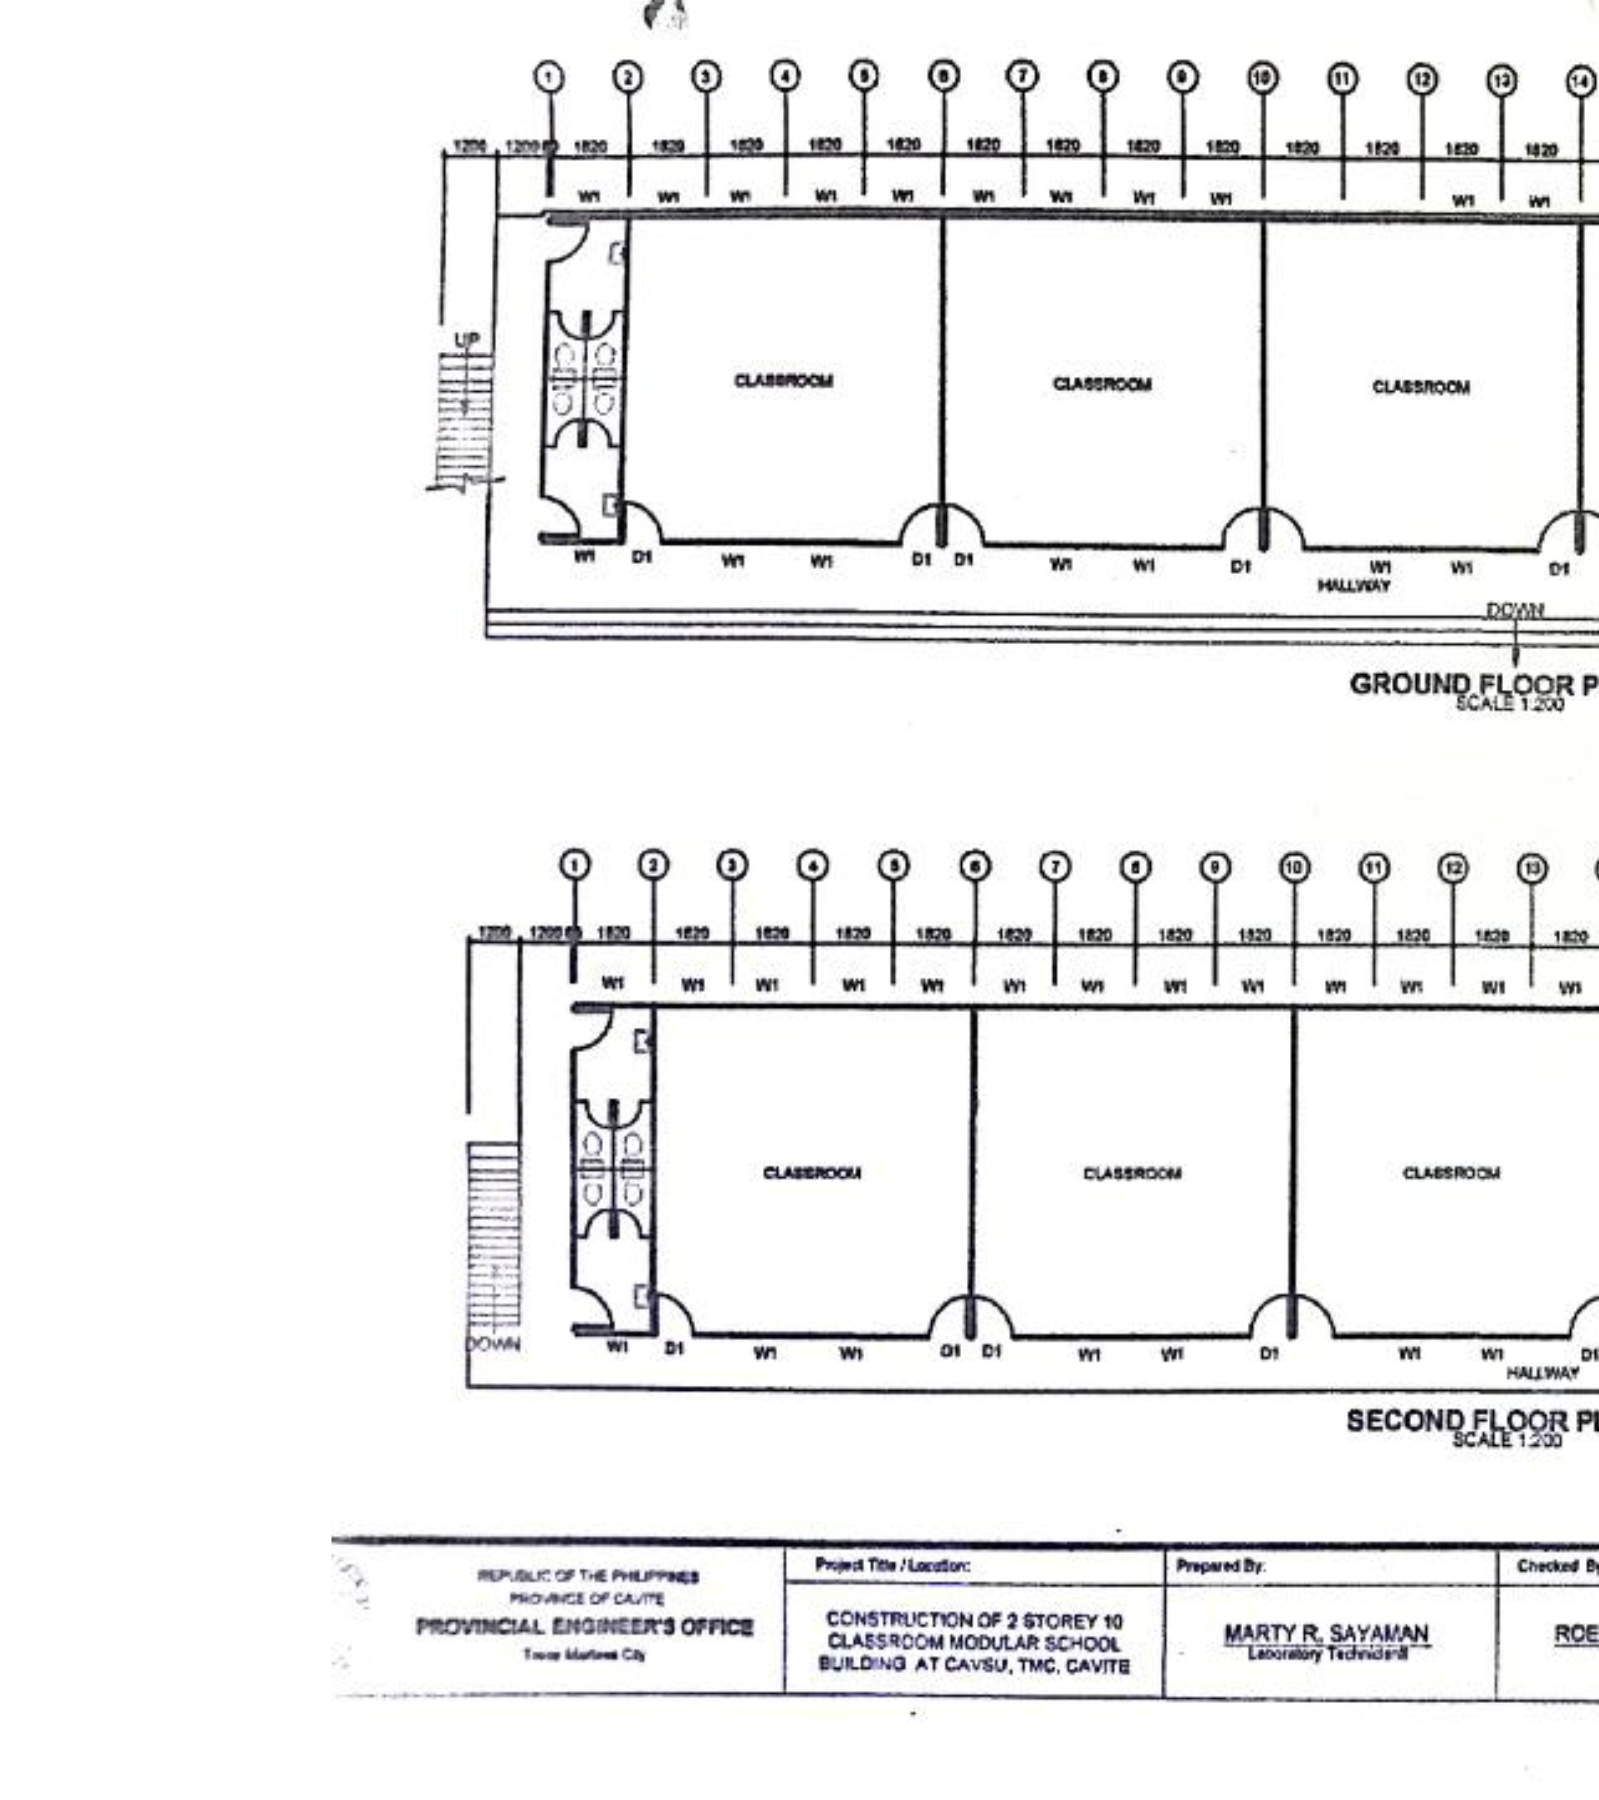 1 2 3 4 5 6 7 8 9 10 11 12 13 14
1200 1200 60 1820 1820 1820 1820 1820 1820 1820 1820 1820 1820 1820 1820 1820
W1 W1 W1 W1 W1 W1 W1 W1 W1 W1 W1
UP
CLASSROOM CLASSROOM CLASSROOM
W1 D1 W1 W1 D1 D1 W1 W1 D1 W1 W1 D1
HALLWAY
DOWN
GROUND FLOOR P
SCALE 1:200
1 2 3 4 5 6 7 8 9 10 11 12 13
1200 1200 60 1820 1820 1820 1820 1820 1820 1820 1820 1820 1820 1820 1820 1820
W1 W1 W1 W1 W1 W1 W1 W1 W1 W1 W1 W1 W1
CLASSROOM CLASSROOM CLASSROOM
DOWN
W1 D1 W1 W1 D1 D1 W1 W1 D1 W1 W1 D1
HALLWAY
SECOND FLOOR PL
SCALE 1:200
REPUBLIC OF THE PHILIPPINES
PROVINCE OF CAVITE
PROVINCIAL ENGINEER'S OFFICE
Trece Martires City
Project Title / Location:
CONSTRUCTION OF 2 STOREY 10
CLASSROOM MODULAR SCHOOL
BUILDING AT CAVSU, TMC, CAVITE
Prepared By:
MARTY R. SAYAMAN
Laboratory Technician II
Checked By
ROE